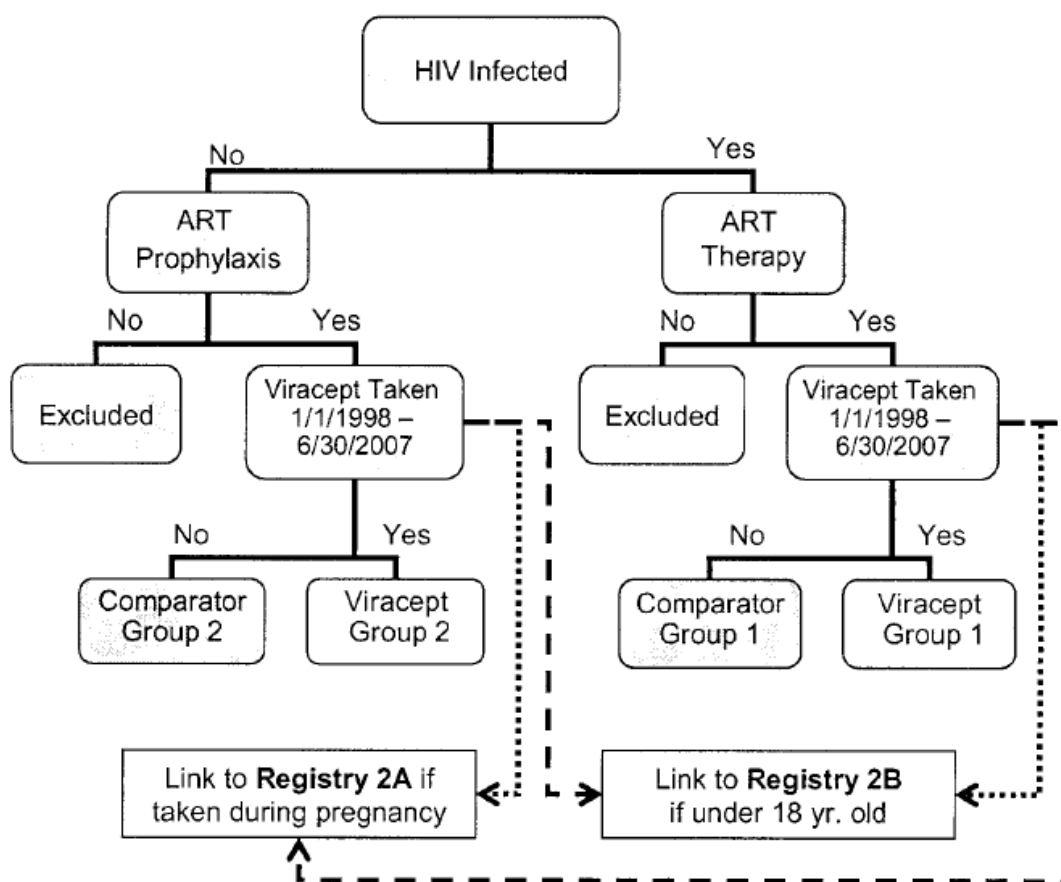 HIV Infected
No
Yes
ART
Prophylaxis
ART
Therapy
No
Yes
No
Yes
Excluded
Viracept Taken
1/1/1998 –
6/30/2007
Excluded
Viracept Taken
1/1/1998 –
6/30/2007
No
Yes
No
Yes
Comparator
Group 2
Viracept
Group 2
Comparator
Group 1
Viracept
Group 1
Link to Registry 2A if
taken during pregnancy
Link to Registry 2B
if under 18 yr. old